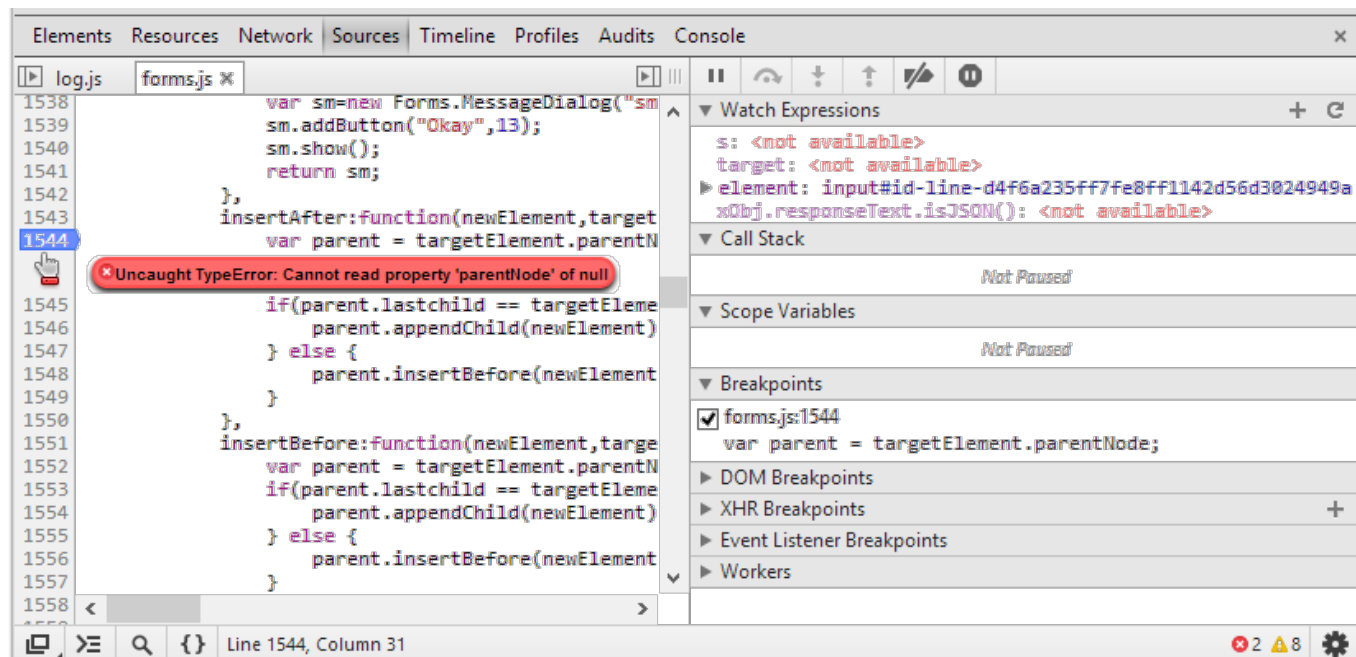 Elements Resources Network Sources Timeline Profiles Audits Console ×
log.js forms.js ×
1538 var sm=new Forms.MessageDialog("sm
1539 sm.addButton("Okay",13);
1540 sm.show();
1541 return sm;
1542 },
1543 insertAfter:function(newElement,target
1544 var parent = targetElement.parentN
Uncaught TypeError: Cannot read property 'parentNode' of null
1545 if(parent.lastchild == targetEleme
1546 parent.appendChild(newElement)
1547 } else {
1548 parent.insertBefore(newElement
1549 }
1550 },
1551 insertBefore:function(newElement,targe
1552 var parent = targetElement.parentN
1553 if(parent.lastchild == targetEleme
1554 parent.appendChild(newElement)
1555 } else {
1556 parent.insertBefore(newElement
1557 }
1558
Line 1544, Column 31
Watch Expressions
s: <not available>
target: <not available>
element: input#id-line-d4f6a235ff7fe8ff1142d56d3024949a
xObj.responseText.isJSON(): <not available>
Call Stack
Not Paused
Scope Variables
Not Paused
Breakpoints
forms.js:1544
var parent = targetElement.parentNode;
DOM Breakpoints
XHR Breakpoints
Event Listener Breakpoints
Workers
2 8